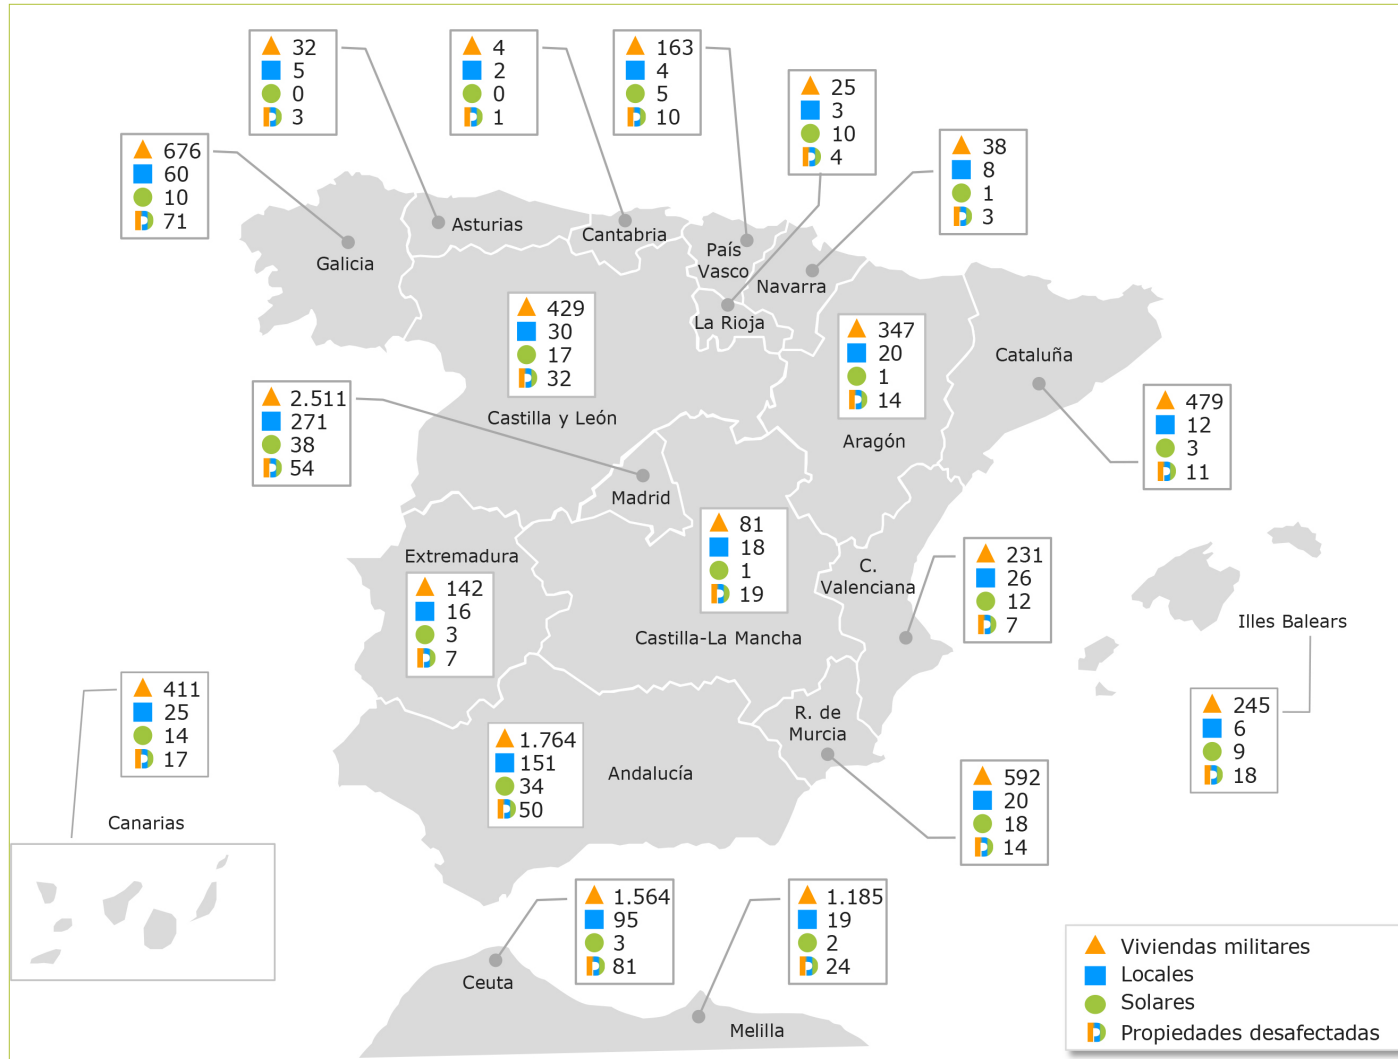 32
5
0
3
4
2
0
1
163
4
5
10
25
3
10
4
38
8
1
3
676
60
10
71
Asturias
Cantabria
País
Vasco
Navarra
Galicia
La Rioja
429
30
17
32
Castilla y León
347
20
1
14
Aragón
Cataluña
479
12
3
11
2.511
271
38
54
Madrid
81
18
1
19
Castilla-La Mancha
Extremadura
142
16
3
7
C.
Valenciana
231
26
12
7
Illes Balears
245
6
9
18
411
25
14
17
Canarias
1.764
151
34
50
Andalucía
R. de
Murcia
592
20
18
14
1.564
95
3
81
Ceuta
1.185
19
2
24
Melilla
Viviendas militares
Locales
Solares
Propiedades desafectadas